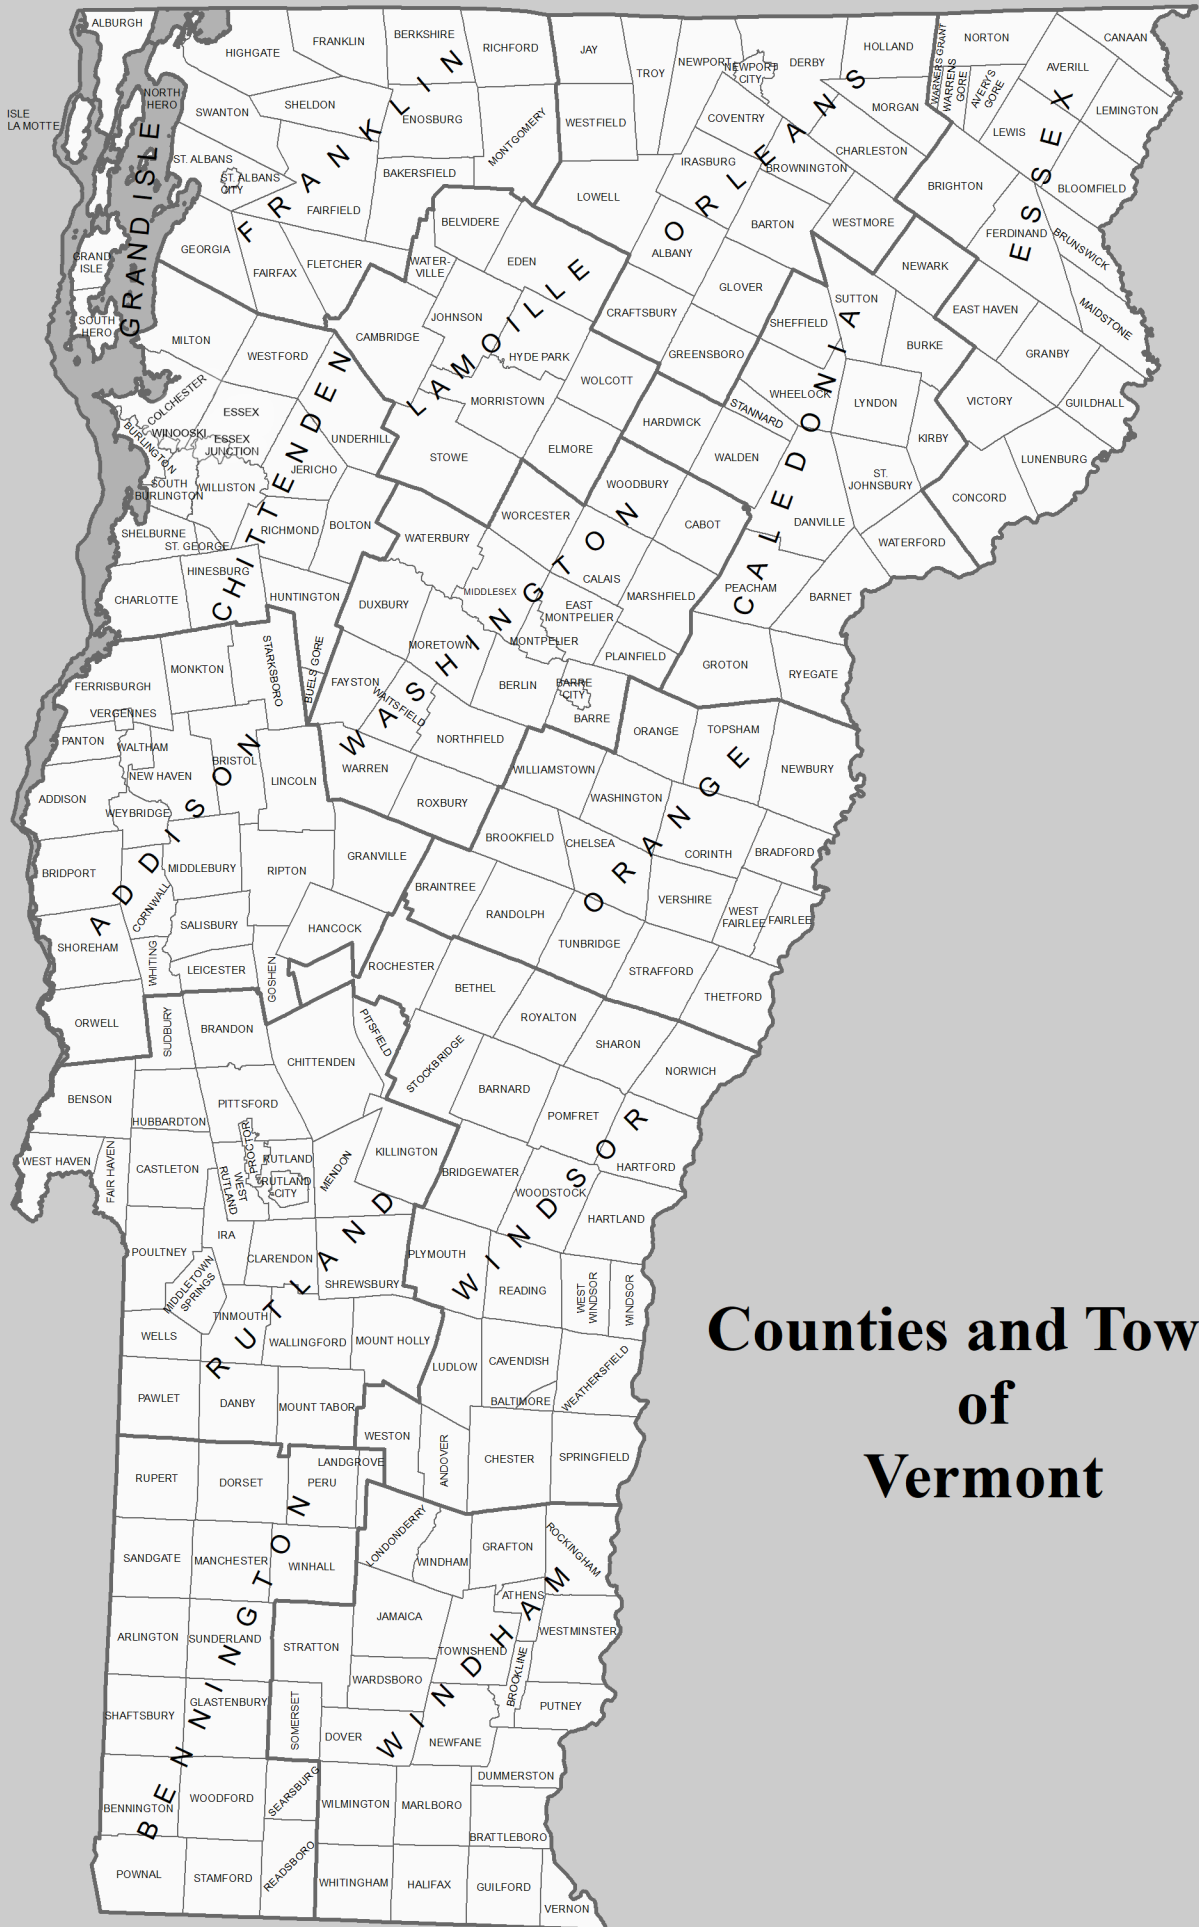 ALBURGH
HIGHGATE
FRANKLIN
BERKSHIRE
RICHFORD
JAY
TROY
NEWPORT
NEWPORT
CITY
DERBY
HOLLAND
WARNERS GRANT
WARRENS
GORE
NORTON
AVERYS
GORE
AVERILL
CANAAN
ISLE
LA MOTTE
NORTH
HERO
SWANTON
SHELDON
ENOSBURG
MONTGOMERY
WESTFIELD
COVENTRY
MORGAN
LEWIS
LEMINGTON
ST. ALBANS
ST. ALBANS
CITY
FAIRFIELD
BAKERSFIELD
LOWELL
IRASBURG
BROWNINGTON
CHARLESTON
BRIGHTON
BLOOMFIELD
GRAND ISLE
FRANKLIN
ORLEANS
ESSEX
GRAND
ISLE
GEORGIA
FAIRFAX
FLETCHER
WATER-
VILLE
BELVIDERE
EDEN
ALBANY
BARTON
WESTMORE
FERDINAND
BRUNSWICK
SOUTH
HERO
MILTON
WESTFORD
CAMBRIDGE
JOHNSON
HYDE PARK
CRAFTSBURY
GLOVER
SHEFFIELD
SUTTON
NEWARK
EAST HAVEN
MAIDSTONE
LAMOILLE
GREENSBORO
WHEELOCK
BURKE
GRANBY
COLCHESTER
WINOOSKI
BURLINGTON
ESSEX
ESSEX
JUNCTION
UNDERHILL
JERICHO
MORRISTOWN
WOLCOTT
STOWE
ELMORE
HARDWICK
STANNARD
WALDEN
LYNDON
KIRBY
VICTORY
GUILDHALL
LUNENBURG
CONCORD
CALEDONIA
CHITTENDEN
SOUTH
BURLINGTON
WILLISTON
SHELBURNE
ST. GEORGE
RICHMOND
BOLTON
WATERBURY
WORCESTER
WOODBURY
CABOT
DANVILLE
ST.
JOHNSBURY
WATERFORD
CHARLOTTE
HINESBURG
HUNTINGTON
DUXBURY
MIDDLESEX
CALAIS
EAST
MONTPELIER
MARSHFIELD
PEACHAM
BARNET
WASHINGTON
MONKTON
STARKSBORO
BUELS GORE
FAYSTON
WAITSFIELD
MORETOWN
MONTPELIER
BERLIN
BARRE
CITY
BARRE
PLAINFIELD
GROTON
RYEGATE
FERRISBURGH
VERGENNES
PANTON
WALTHAM
NEW HAVEN
BRISTOL
LINCOLN
WARREN
NORTHFIELD
ROXBURY
WILLIAMSTOWN
ORANGE
TOPSHAM
NEWBURY
WASHINGTON
ADDISON
WEYBRIDGE
BRIDPORT
MIDDLEBURY
RIPTON
GRANVILLE
BROOKFIELD
CHELSEA
CORINTH
BRADFORD
ADDISON
ORANGE
CORNWALL
SHOREHAM
WHITING
SALISBURY
LEICESTER
GOSHEN
HANCOCK
ROCHESTER
BRAINTREE
RANDOLPH
TUNBRIDGE
VERSHIRE
WEST
FAIRLEE
FAIRLEE
STRAFFORD
THETFORD
ORWELL
SUDBURY
BRANDON
CHITTENDEN
PITSFIELD
STOCKBRIDGE
BETHEL
ROYALTON
SHARON
NORWICH
BENSON
HUBBARDTON
PITTSFORD
BARNARD
POMFRET
WEST HAVEN
FAIR HAVEN
CASTLETON
PROCTOR
WEST
RUTLAND
RUTLAND
RUTLAND
CITY
MENDON
KILLINGTON
BRIDGEWATER
WOODSTOCK
HARTFORD
HARTLAND
WINDSOR
RUTLAND
POULTNEY
IRA
CLARENDON
SHREWSBURY
MIDDLETOWN
SPRINGS
TINMOUTH
WELLS
WALLINGFORD
MOUNT HOLLY
PLYMOUTH
READING
WEST
WINDSOR
WINDSOR
LUDLOW
CAVENDISH
BALTIMORE
WEATHERSFIELD
Counties and Tow
of
Vermont
PAWLET
DANBY
MOUNT TABOR
WESTON
ANDOVER
CHESTER
SPRINGFIELD
RUPERT
DORSET
LANDGROVE
PERU
LONDONDERRY
WINDHAM
GRAFTON
ROCKINGHAM
SANDGATE
MANCHESTER
WINHALL
ATHENS
BENNINGTON
WINDHAM
ARLINGTON
SUNDERLAND
STRATTON
JAMAICA
TOWNSHEND
WESTMINSTER
WARDSBORO
BROOKLINE
PUTNEY
SHAFTSBURY
GLASTENBURY
SOMERSET
DOVER
NEWFANE
DUMMERSTON
BENNINGTON
WOODFORD
SEARSBURG
WILMINGTON
MARLBORO
BRATTLEBORO
POWNAL
STAMFORD
READSBORO
WHITINGHAM
HALIFAX
GUILFORD
VERNON